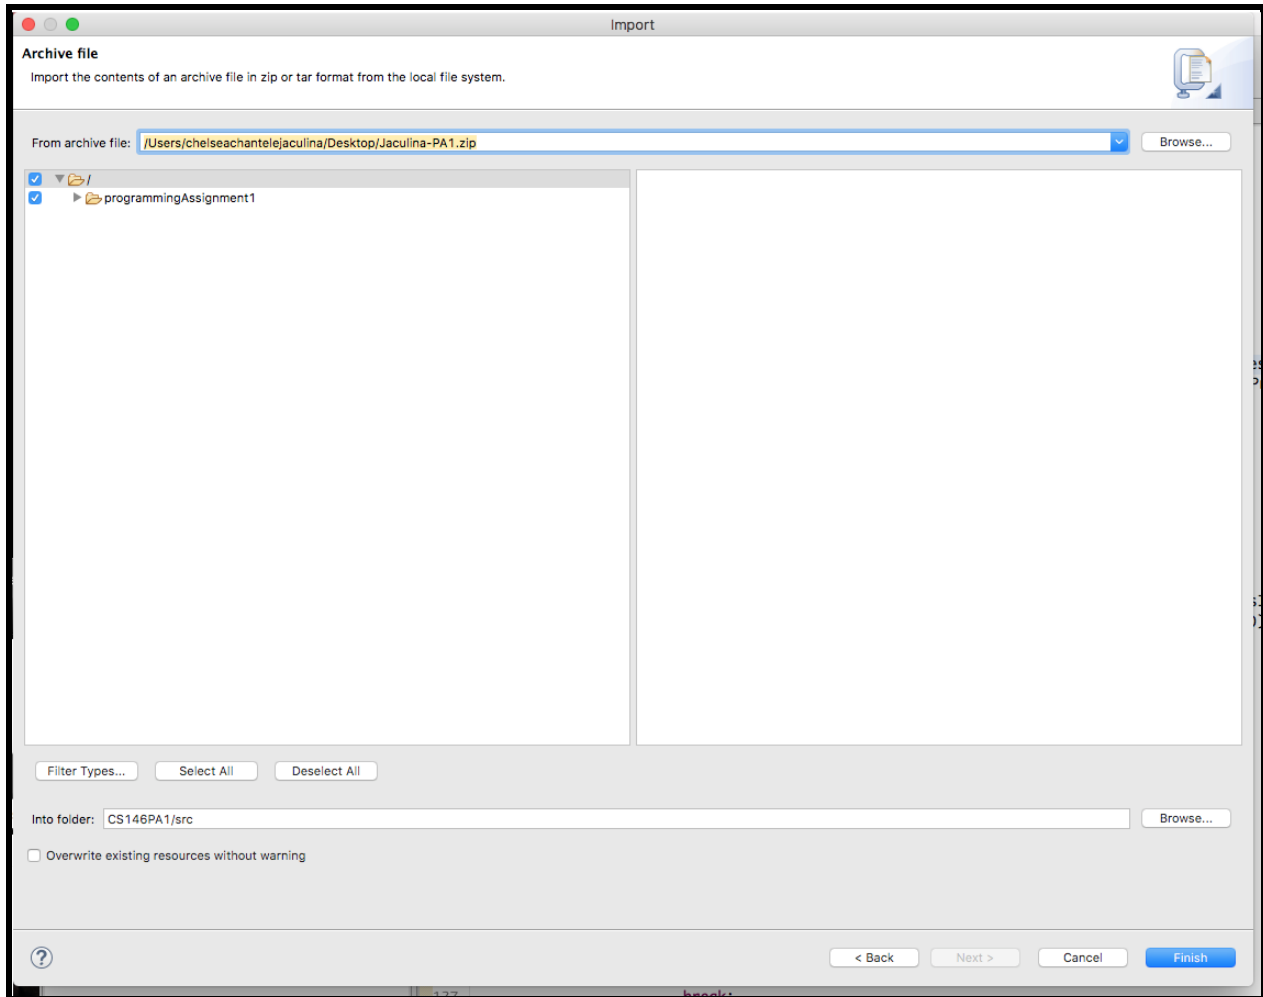 Import
Archive file
Import the contents of an archive file in zip or tar format from the local file system.
From archive file: /Users/chelseachantelejaculina/Desktop/Jaculina-PA1.zip Browse...
/
programmingAssignment1
Filter Types... Select All Deselect All
Into folder: CS146PA1/src Browse...
Overwrite existing resources without warning
? < Back Next > Cancel Finish